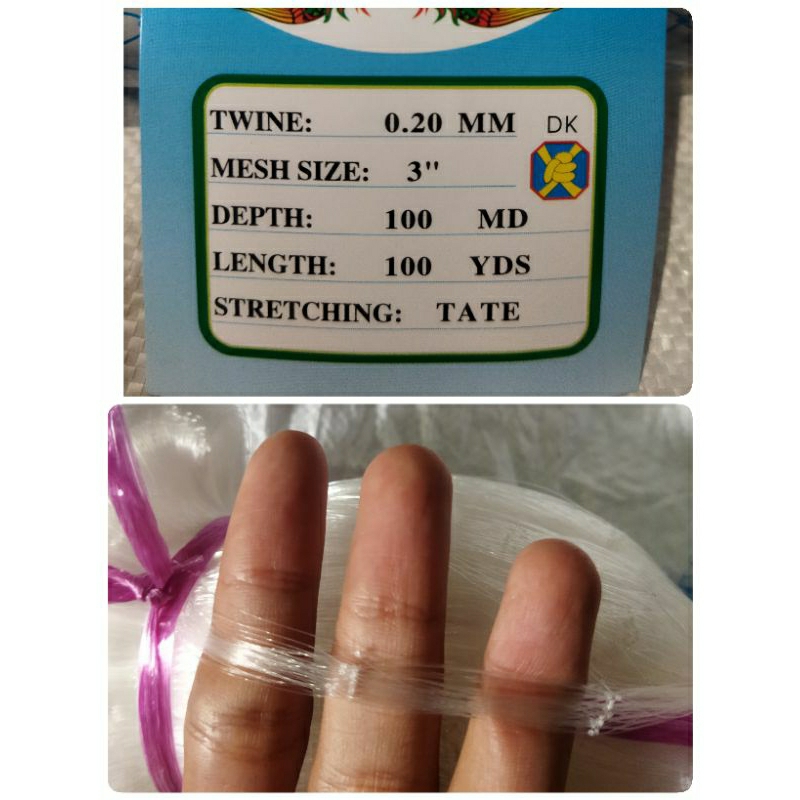 TWINE: 0.20 MM DK
MESH SIZE: 3"
DEPTH: 100 MD
LENGTH: 100 YDS
STRETCHING: TATE